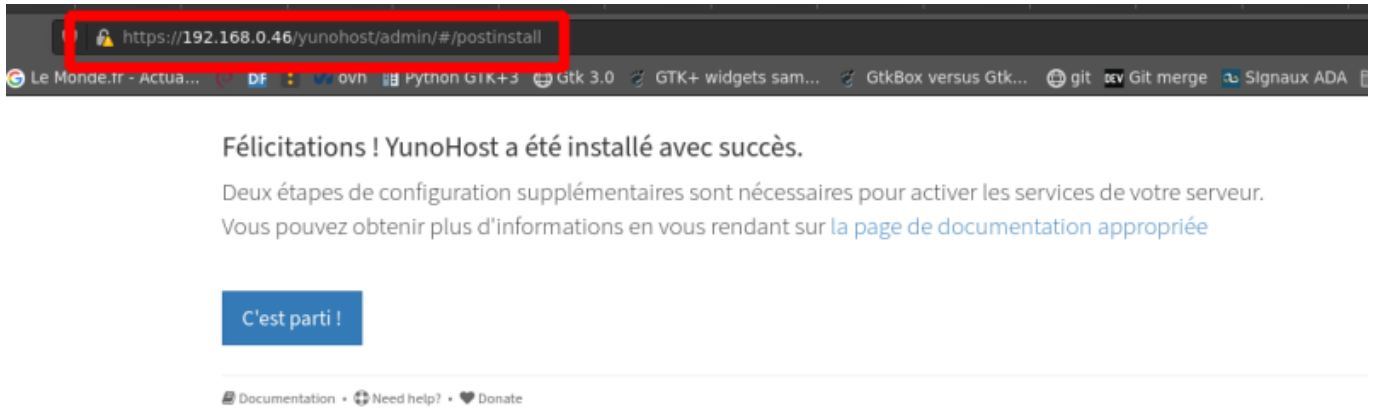 https://192.168.0.46/yunohost/admin/#/postinstall
Le Monde.fr - Actua... DF ovh Python GTK+3 Gtk 3.0 GTK+ widgets sam... GtkBox versus Gtk... git DEV Git merge SIgnaux ADA
Félicitations ! YunoHost a été installé avec succès.
Deux étapes de configuration supplémentaires sont nécessaires pour activer les services de votre serveur.
Vous pouvez obtenir plus d'informations en vous rendant sur la page de documentation appropriée
C'est parti !
Documentation • Need help? • Donate